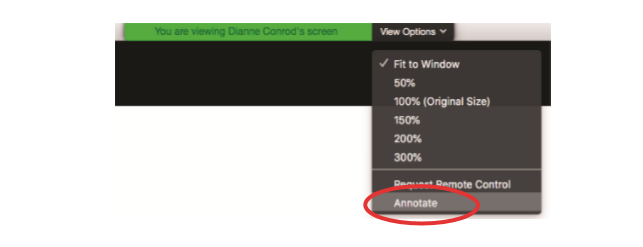 You are viewing Dianne Conrod's screen View Options
Fit to Window
50%
100% (Original Size)
150%
200%
300%
Request Remote Control
Annotate